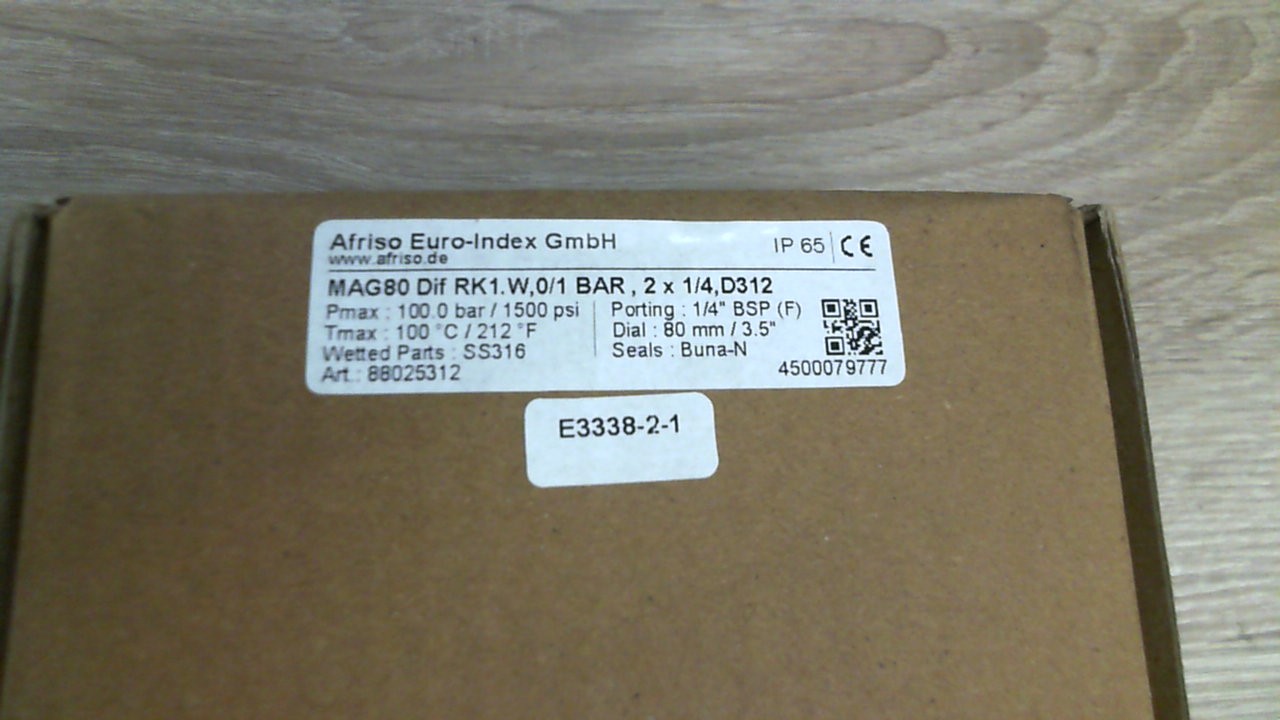 Afriso Euro-Index GmbH
IP 65 CE
www.afriso.de
MAG80 Dif RK1.W,0/1 BAR , 2 x 1/4,D312
Pmax : 100.0 bar / 1500 psi
Tmax : 100 °C / 212 °F
Wetted Parts : SS316
Art.: 88025312
Porting : 1/4" BSP (F)
Dial : 80 mm / 3.5"
Seals : Buna-N
4500079777
E3338-2-1